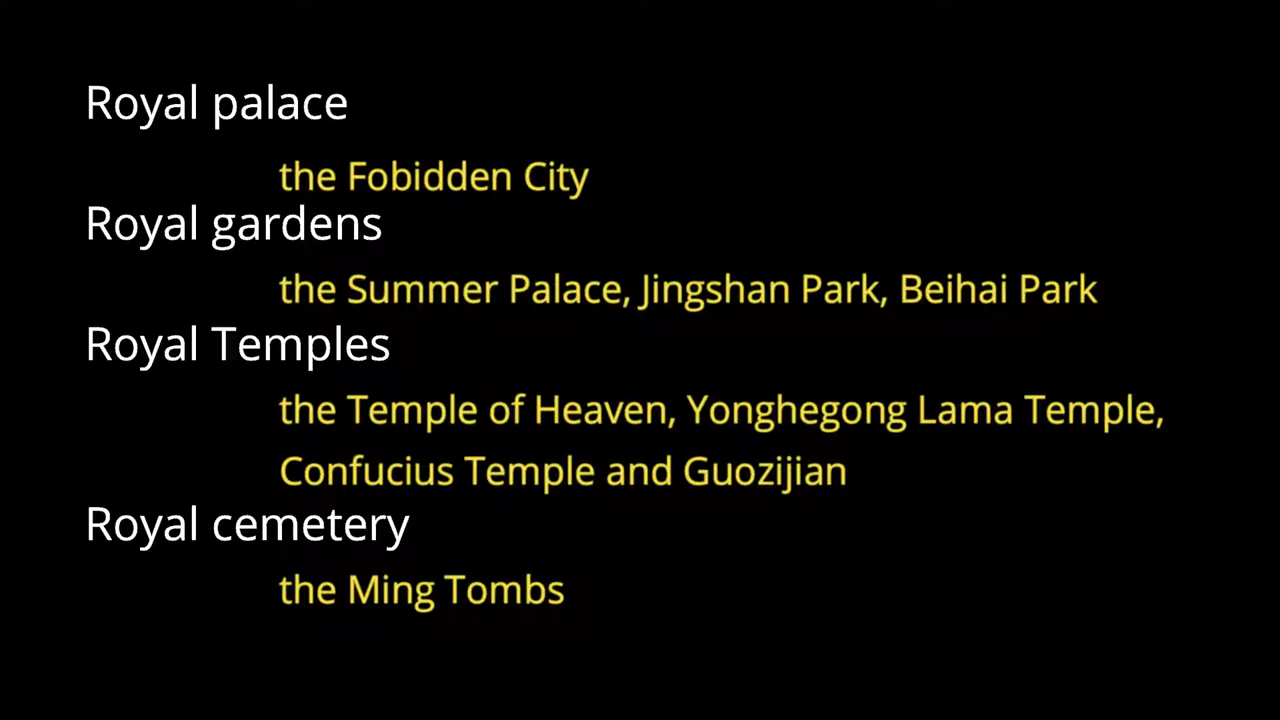 Royal palace
the Fobidden City
Royal gardens
the Summer Palace, Jingshan Park, Beihai Park
Royal Temples
the Temple of Heaven, Yonghegong Lama Temple,
Confucius Temple and Guozijian
Royal cemetery
the Ming Tombs